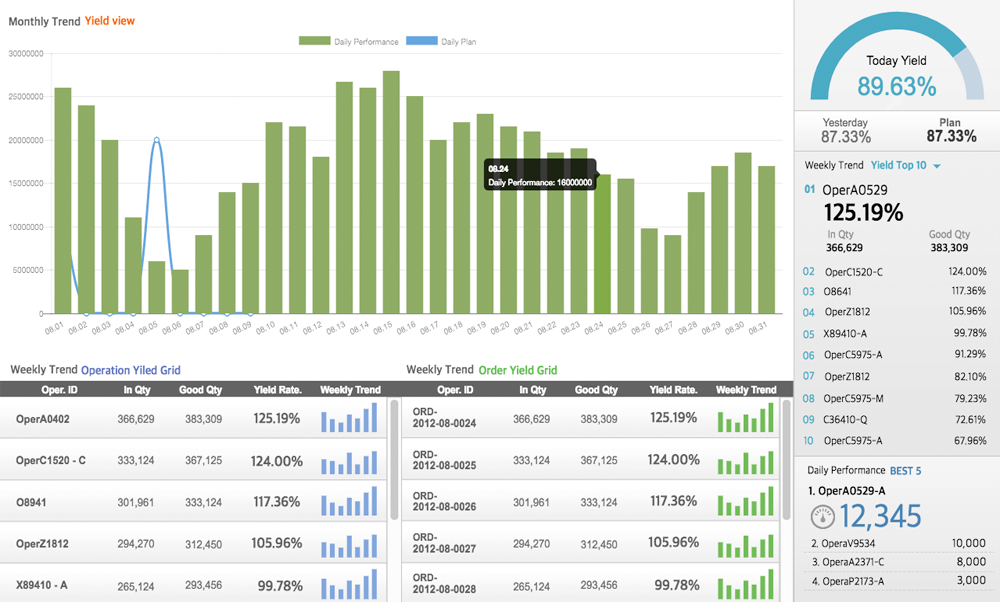 Monthly Trend Yield view
Daily Performance Daily Plan
30000000
25000000
20000000
15000000
10000000
5000000
0
08.01 08.02 08.03 08.04 08.05 08.06 08.07 08.08 08.09 08.10 08.11 08.12 08.13 08.14 08.15 08.16 08.17 08.18 08.19 08.20 08.21 08.22 08.23 08.24 08.25 08.26 08.27 08.28 08.29 08.30 08.31
08.24
Daily Performance: 16000000
Weekly Trend Operation Yiled Grid
Oper. ID In Qty Good Qty Yield Rate. Weekly Trend
OperA0402 366,629 383,309 125.19%
OperC1520 - C 333,124 367,125 124.00%
O8941 301,961 333,124 117.36%
OperZ1812 294,270 312,450 105.96%
X89410 - A 265,124 293,456 99.78%
Weekly Trend Order Yield Grid
Oper. ID In Qty Good Qty Yield Rate. Weekly Trend
ORD-
2012-08-0024 366,629 383,309 125.19%
ORD-
2012-08-0025 333,124 367,125 124.00%
ORD-
2012-08-0026 301,961 333,124 117.36%
ORD-
2012-08-0027 294,270 312,450 105.96%
ORD-
2012-08-0028 265,124 293,456 99.78%
Today Yield
89.63%
Yesterday Plan
87.33% 87.33%
Weekly Trend Yield Top 10
01 OperA0529
125.19%
In Qty Good Qty
366,629 383,309
02 OperC1520-C 124.00%
03 O8641 117.36%
04 OperZ1812 105.96%
05 X89410-A 99.78%
06 OperC5975-A 91.29%
07 OperZ1812 82.10%
08 OperC5975-M 79.23%
09 C36410-Q 72.61%
10 OperC5975-A 67.96%
Daily Performance BEST 5
1. OperA0529-A
12,345
2. OperaV9534 10,000
3. OperaA2371-C 8,000
4. OperaP2173-A 3,000